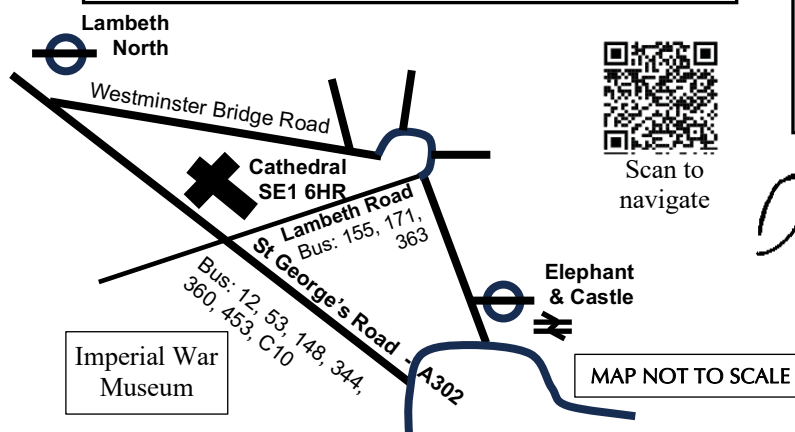 Lambeth
North
Westminster Bridge Road
Cathedral
SE1 6HR
Scan to
navigate
Lambeth Road
Bus: 155, 171,
363
St George's Road - A302
Bus: 12, 53, 148, 344,
360, 453, C10
Elephant
& Castle
Imperial War
Museum
MAP NOT TO SCALE